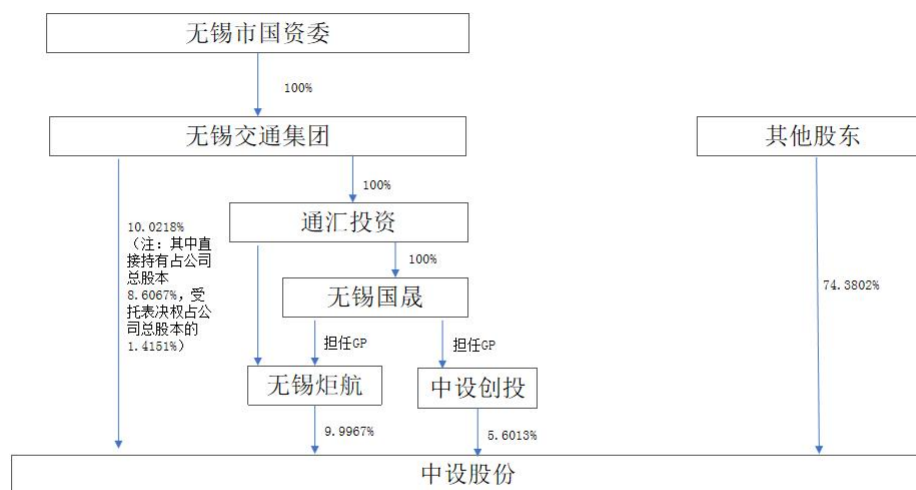 无锡市国资委
100%
无锡交通集团
其他股东
100%
10.0218%
（注：其中直
接持有占公司
总股本
8.6067%，受
托表决权占公
司总股本的
1.4151%）
通汇投资
100%
无锡国晟
74.3802%
担任GP
担任GP
无锡炬航
中设创投
9.9967%
5.6013%
中设股份